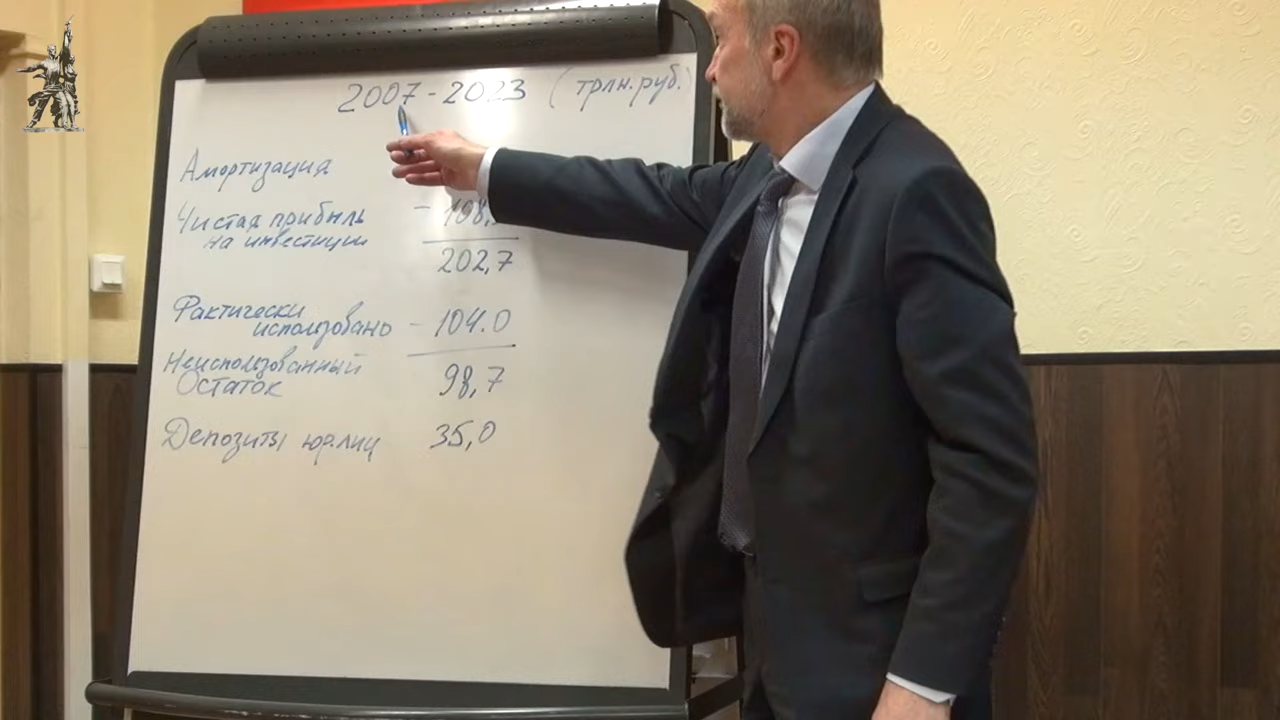 2007 - 2023 (трлн. руб.)
Амортизация
Чистая прибыль
на инвестиции - 108,
202,7
Фактически
использовано - 104.0
Неиспользованный
Остаток 98,7
Депозиты юр.лиц 35,0